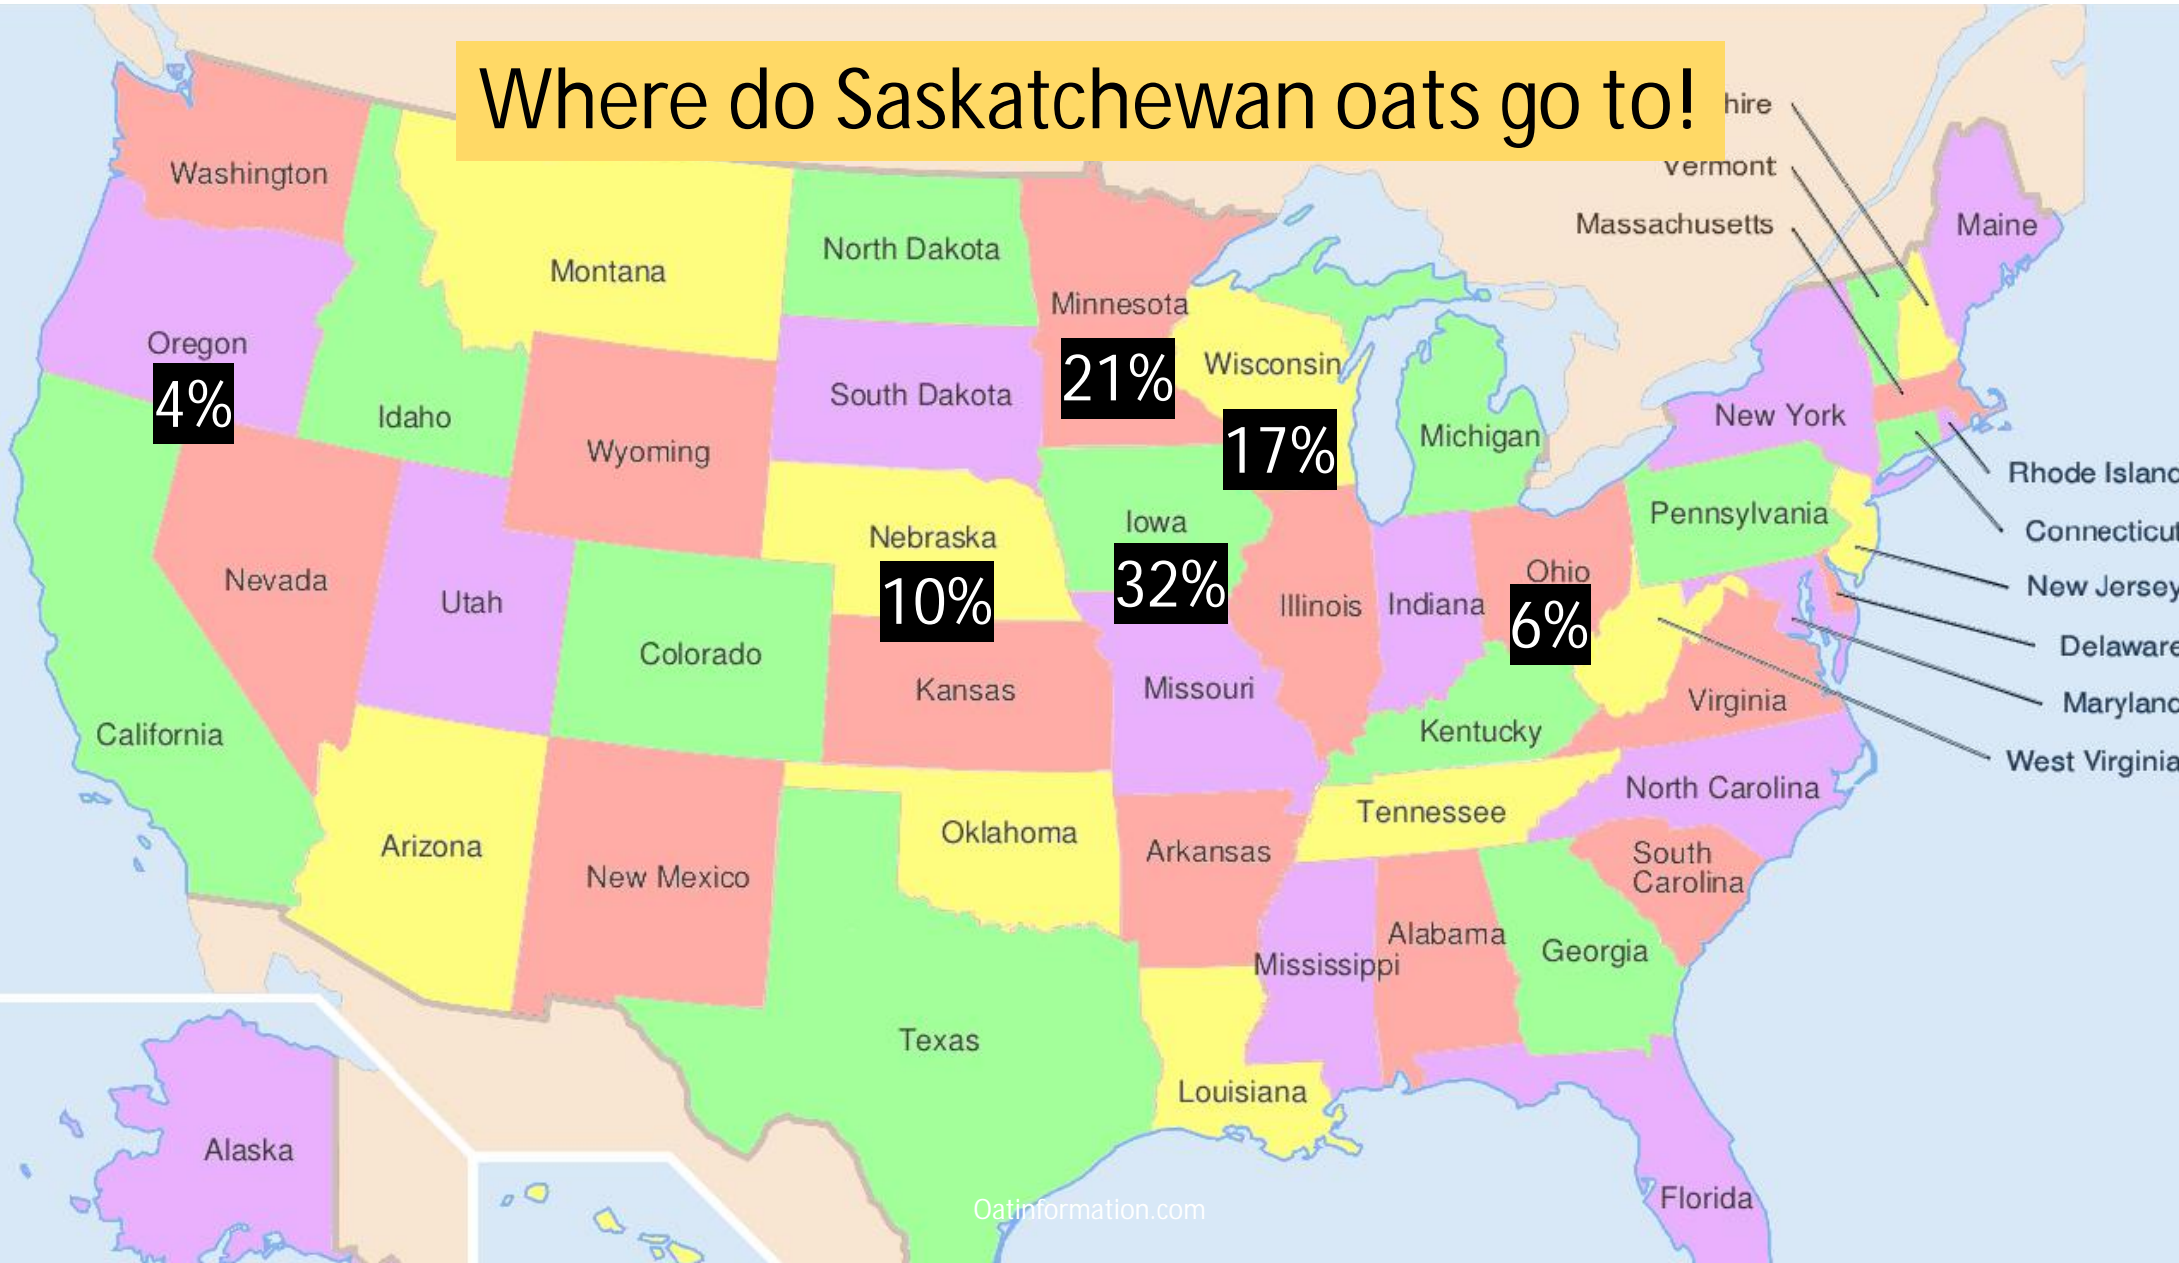 Where do Saskatchewan oats go to!
hire
Vermont
Massachusetts
Maine
Washington
Montana
North Dakota
Minnesota
21%
Oregon
4%
Idaho
Wyoming
South Dakota
Wisconsin
17%
Michigan
New York
Rhode Islan
Connecticut
New Jersey
Delaware
Maryland
West Virginia
Pennsylvania
Nevada
Utah
Nebraska
10%
Iowa
32%
Illinois
Indiana
Ohio
6%
Colorado
Kansas
Missouri
Kentucky
Virginia
California
Arizona
New Mexico
Oklahoma
Arkansas
Tennessee
North Carolina
South
Carolina
Mississippi
Alabama
Georgia
Texas
Louisiana
Florida
Alaska
Oatinformation.com